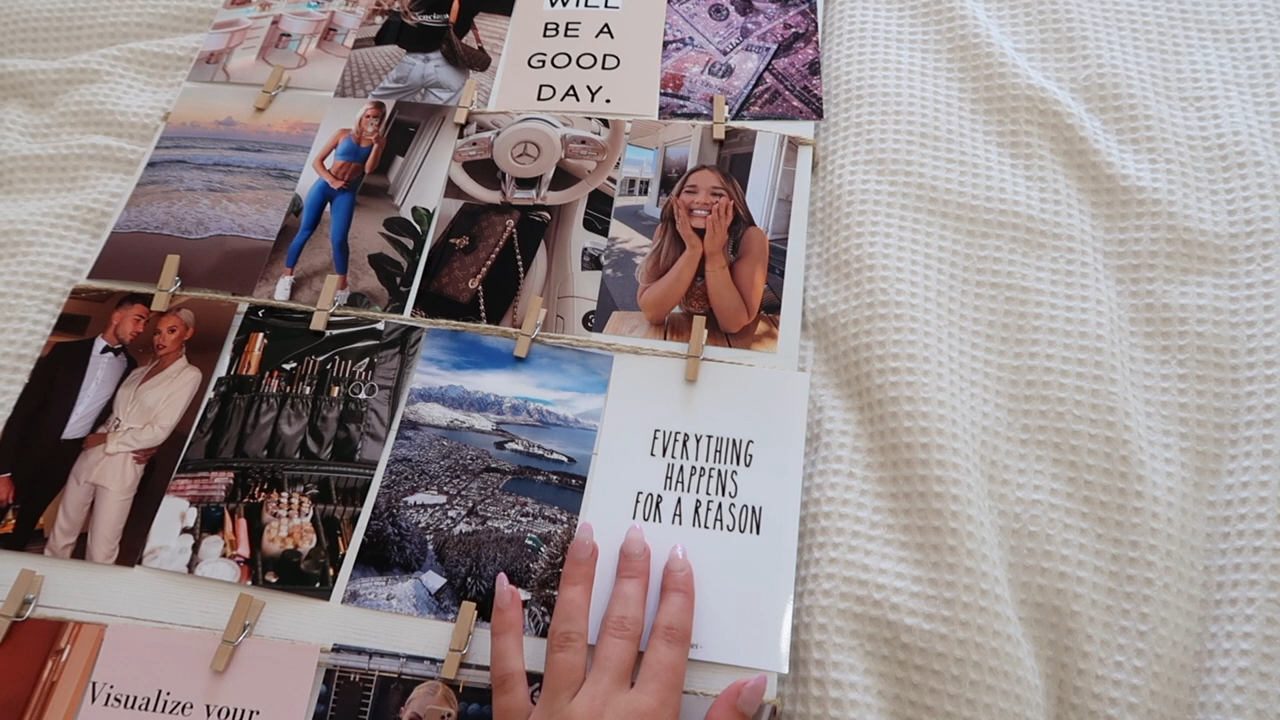 WILL
BE A
GOOD
DAY.
EVERYTHING
HAPPENS
FOR A REASON
Visualize your